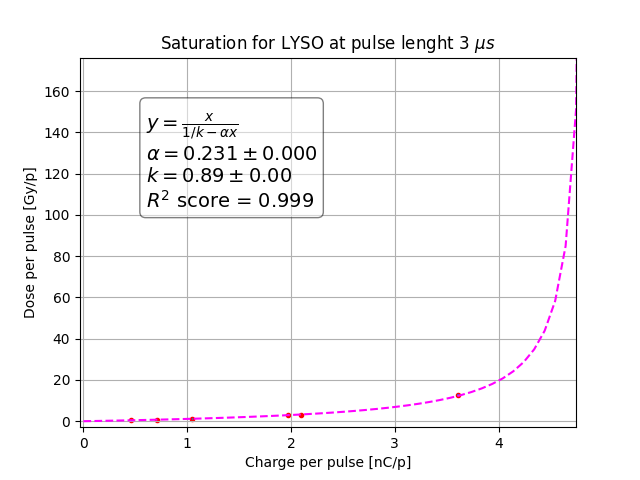 Saturation for LYSO at pulse lenght 3 μs
y = x/(1/k − αx)
α = 0.231 ± 0.000
k = 0.89 ± 0.00
R² score = 0.999
Dose per pulse [Gy/p]
160
140
120
100
80
60
40
20
0
0 1 2 3 4
Charge per pulse [nC/p]